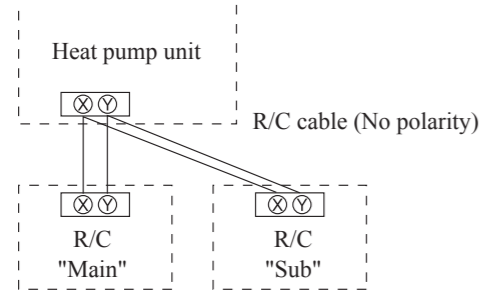 Heat pump unit
X Y
R/C cable (No polarity)
X Y
X Y
R/C
"Main"
R/C
"Sub"